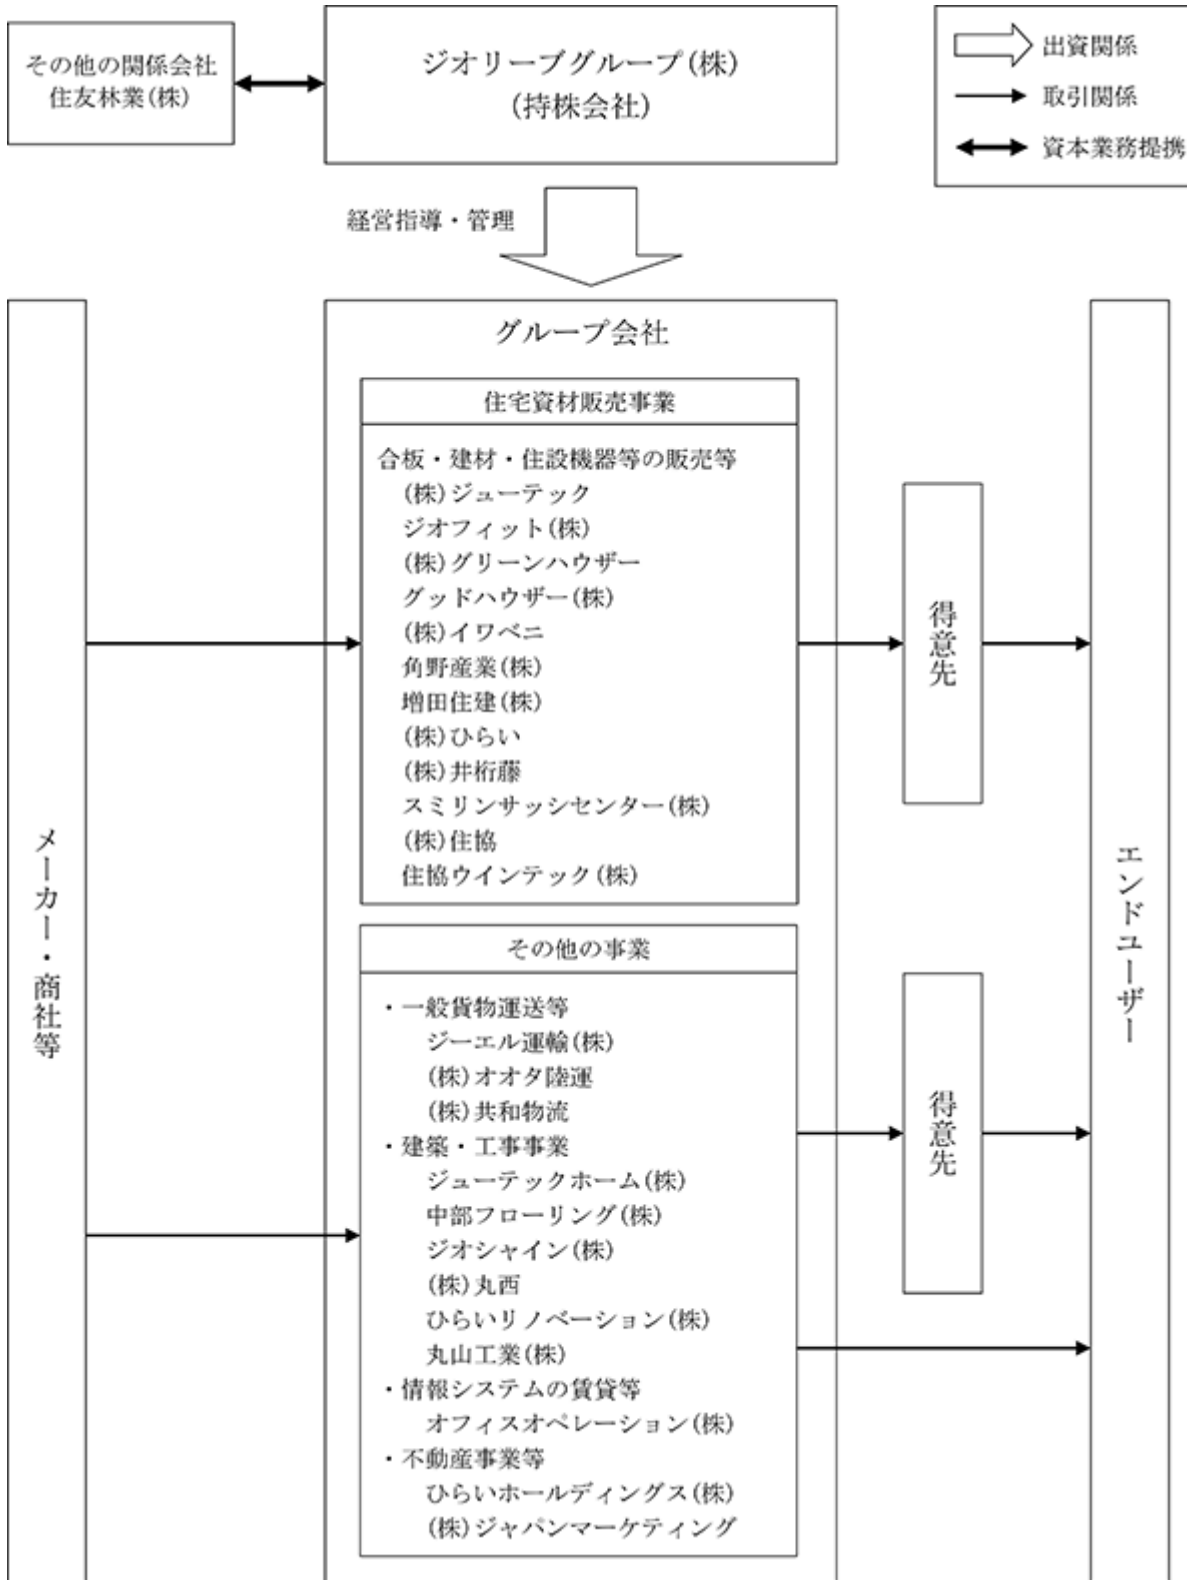 その他の関係会社
住友林業(株)
ジオリーブグループ(株)
(持株会社)
出資関係
取引関係
資本業務提携
経営指導・管理
メーカー・商社等
グループ会社
住宅資材販売事業
合板・建材・住設機器等の販売等
(株)ジューテック
ジオフィット(株)
(株)グリーンハウザー
グッドハウザー(株)
(株)イワベニ
角野産業(株)
増田住建(株)
(株)ひらい
(株)井桁藤
スミリンサッシセンター(株)
(株)住協
住協ウインテック(株)
得意先
その他の事業
・一般貨物運送等
ジーエル運輸(株)
(株)オオタ陸運
(株)共和物流
・建築・工事事業
ジューテックホーム(株)
中部フローリング(株)
ジオシャイン(株)
(株)丸西
ひらいリノベーション(株)
丸山工業(株)
・情報システムの賃貸等
オフィスオペレーション(株)
・不動産事業等
ひらいホールディングス(株)
(株)ジャパンマーケティング
得意先
エンドユーザー